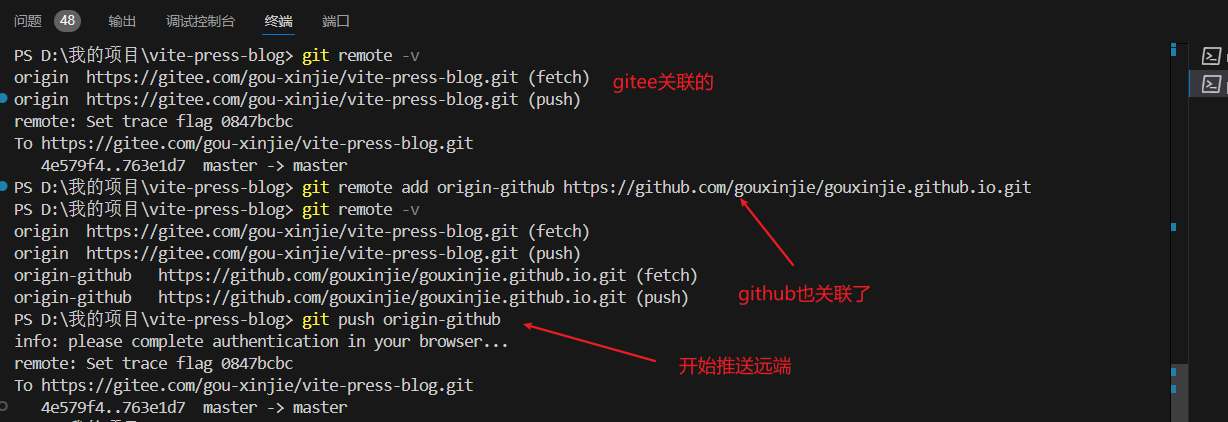 问题 48 输出 调试控制台 终端 端口
PS D:\我的项目\vite-press-blog> git remote -v
origin  https://gitee.com/gou-xinjie/vite-press-blog.git (fetch)
gitee关联的
origin  https://gitee.com/gou-xinjie/vite-press-blog.git (push)
remote: Set trace flag 0847bcbc
To https://gitee.com/gou-xinjie/vite-press-blog.git
   4e579f4..763e1d7  master -> master
PS D:\我的项目\vite-press-blog> git remote add origin-github https://github.com/gouxinjie/gouxinjie.github.io.git
PS D:\我的项目\vite-press-blog> git remote -v
origin  https://gitee.com/gou-xinjie/vite-press-blog.git (fetch)
origin  https://gitee.com/gou-xinjie/vite-press-blog.git (push)
origin-github   https://github.com/gouxinjie/gouxinjie.github.io.git (fetch)
origin-github   https://github.com/gouxinjie/gouxinjie.github.io.git (push)
github也关联了
PS D:\我的项目\vite-press-blog> git push origin-github
info: please complete authentication in your browser...
开始推送远端
remote: Set trace flag 0847bcbc
To https://gitee.com/gou-xinjie/vite-press-blog.git
   4e579f4..763e1d7  master -> master